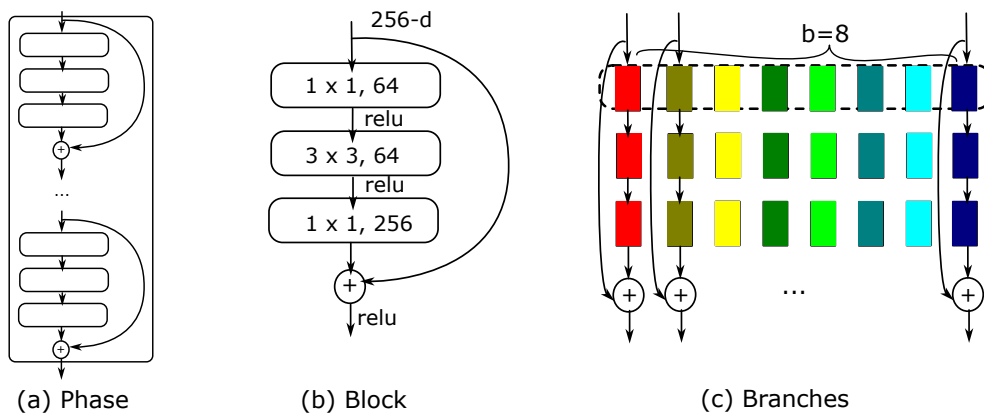 +
...
+
(a) Phase
256-d
1 x 1, 64
relu
3 x 3, 64
relu
1 x 1, 256
+
relu
(b) Block
b=8
+
+
...
+
(c) Branches